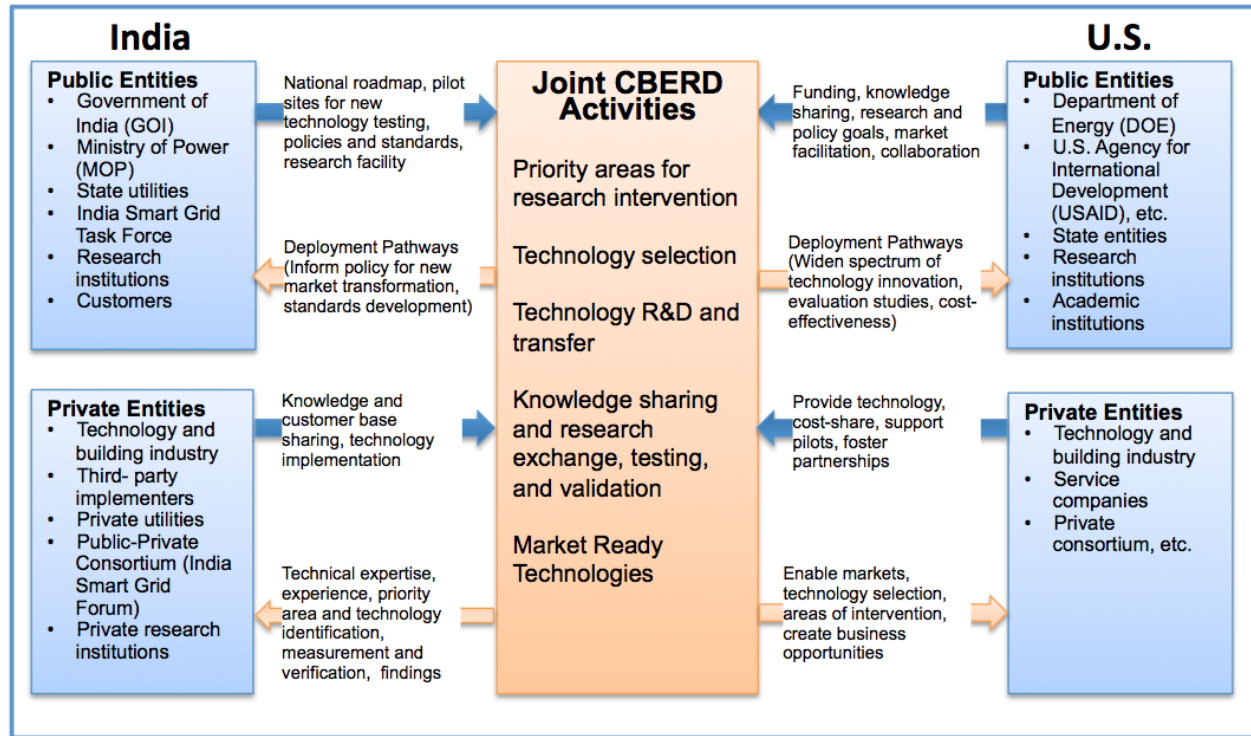 India
U.S.
Public Entities
• Government of
India (GOI)
• Ministry of Power
(MOP)
• State utilities
• India Smart Grid
Task Force
• Research
institutions
• Customers
National roadmap, pilot
sites for new
technology testing,
policies and standards,
research facility
Deployment Pathways
(Inform policy for new
market transformation,
standards development)
Private Entities
• Technology and
building industry
• Third- party
implementers
• Private utilities
• Public-Private
Consortium (India
Smart Grid
Forum)
• Private research
institutions
Knowledge and
customer base
sharing, technology
implementation
Technical expertise,
experience, priority
area and technology
identification,
measurement and
verification, findings
Joint CBERD
Activities
Priority areas for
research intervention
Technology selection
Technology R&D and
transfer
Knowledge sharing
and research
exchange, testing,
and validation
Market Ready
Technologies
Funding, knowledge
sharing, research and
policy goals, market
facilitation, collaboration
Deployment Pathways
(Widen spectrum of
technology innovation,
evaluation studies, cost-
effectiveness)
Provide technology,
cost-share, support
pilots, foster
partnerships
Enable markets,
technology selection,
areas of intervention,
create business
opportunities
Public Entities
• Department of
Energy (DOE)
• U.S. Agency for
International
Development
(USAID), etc.
• State entities
• Research
institutions
• Academic
institutions
Private Entities
• Technology and
building industry
• Service
companies
• Private
consortium, etc.